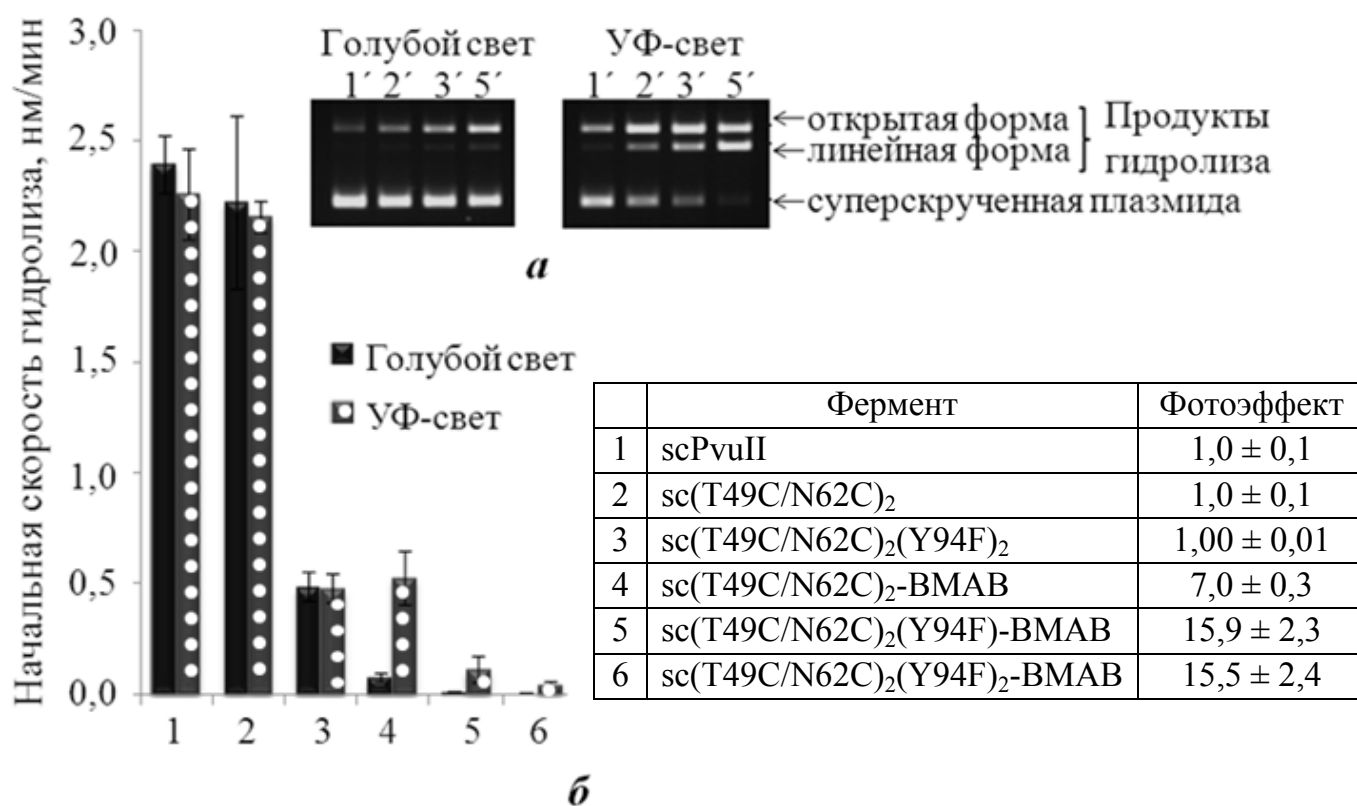 Начальная скорость гидролиза, нм/мин
3,0
2,5
2,0
1,5
1,0
0,5
0,0
Голубой свет
1´ 2´ 3´ 5´
УФ-свет
1´ 2´ 3´ 5´
←открытая форма
←линейная форма
Продукты
гидролиза
←суперскрученная плазмида
а
Голубой свет
УФ-свет
1 2 3 4 5 6
б
Фермент Фотоэффект
1 scPvuII 1,0 ± 0,1
2 sc(T49C/N62C)₂ 1,0 ± 0,1
3 sc(T49C/N62C)₂(Y94F)₂ 1,00 ± 0,01
4 sc(T49C/N62C)₂-BMAB 7,0 ± 0,3
5 sc(T49C/N62C)₂(Y94F)-BMAB 15,9 ± 2,3
6 sc(T49C/N62C)₂(Y94F)₂-BMAB 15,5 ± 2,4